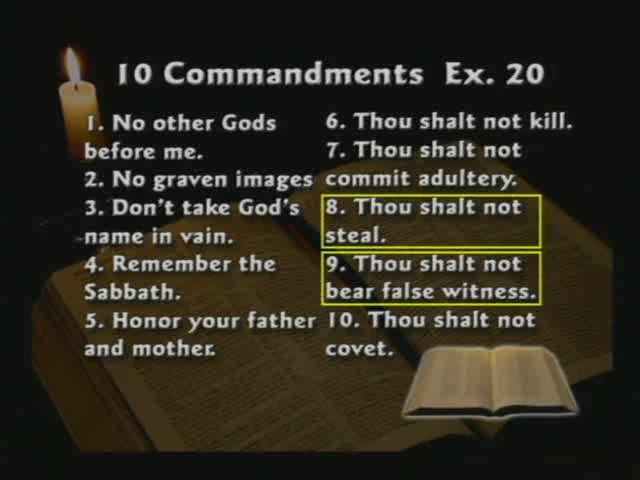 10 Commandments Ex. 20
1. No other Gods
before me.
2. No graven images
3. Don't take God's
name in vain.
4. Remember the
Sabbath.
5. Honor your father
and mother.
6. Thou shalt not kill.
7. Thou shalt not
commit adultery.
8. Thou shalt not
steal.
9. Thou shalt not
bear false witness.
10. Thou shalt not
covet.